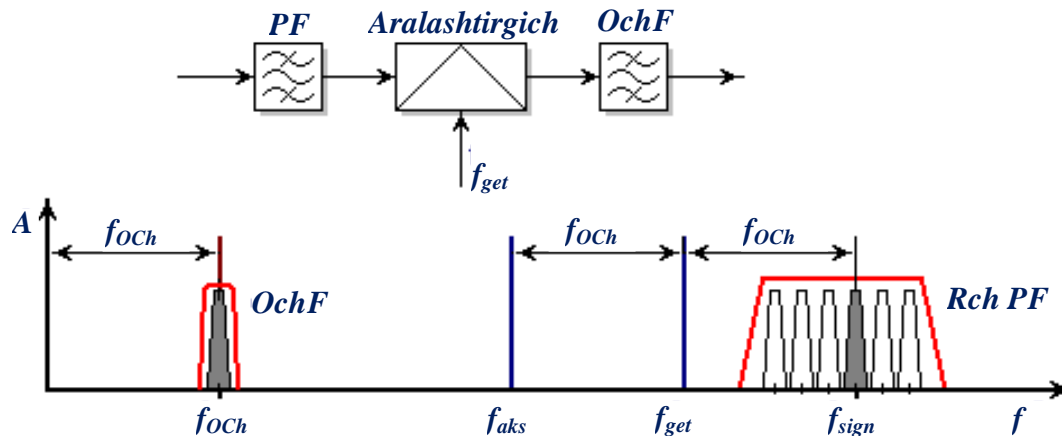 PF Aralashtirgich OchF
fget
A fOCh fOCh fOCh
OchF Rch PF
fOCh faks fget fsign f